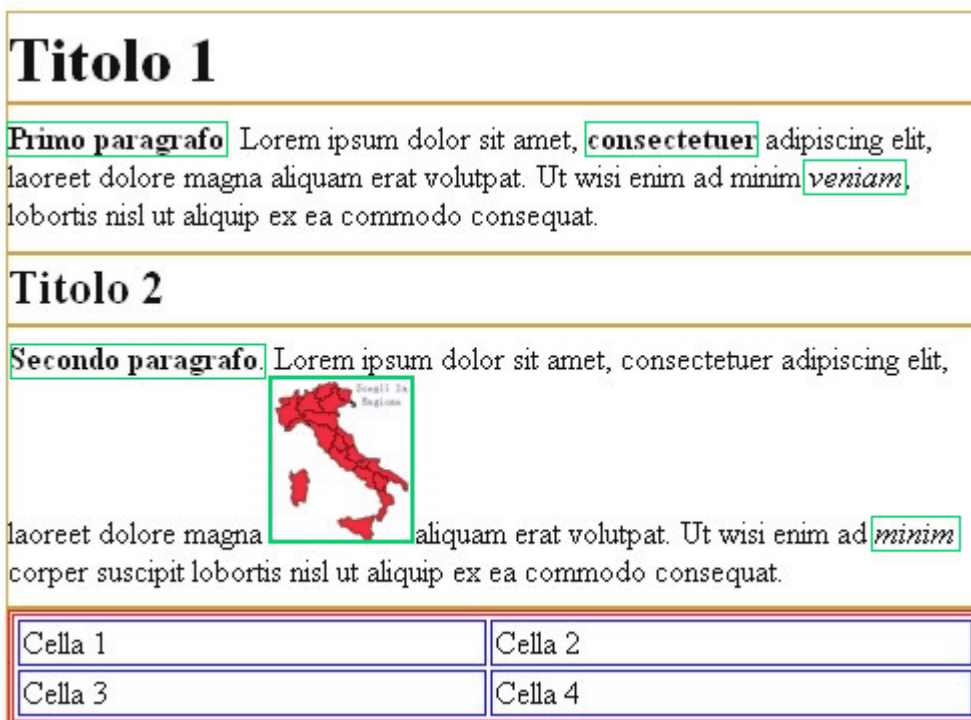 Titolo 1
Primo paragrafo Lorem ipsum dolor sit amet, consectetuer adipiscing elit,
laoreet dolore magna aliquam erat volutpat. Ut wisi enim ad minim veniam,
lobortis nisl ut aliquip ex ea commodo consequat.
Titolo 2
Secondo paragrafo. Lorem ipsum dolor sit amet, consectetuer adipiscing elit,
Scegli la
Regione
laoreet dolore magna aliquam erat volutpat. Ut wisi enim ad minim
corper suscipit lobortis nisl ut aliquip ex ea commodo consequat.
Cella 1 Cella 2
Cella 3 Cella 4